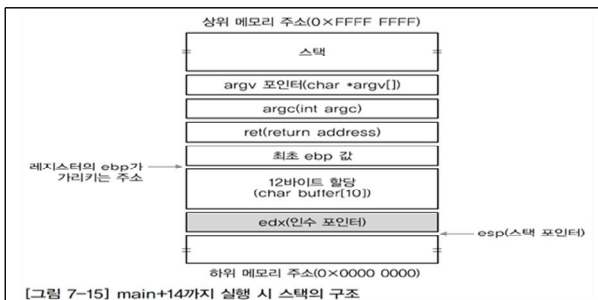 상위 메모리 주소(0×FFFF FFFF)
스택
argv 포인터(char *argv[])
argc(int argc)
ret(return address)
최초 ebp 값
레지스터의 ebp가
가리키는 주소
12바이트 할당
(char buffer[10])
edx(인수 포인터)
esp(스택 포인터)
하위 메모리 주소(0×0000 0000)
[그림 7-15] main+14까지 실행 시 스택의 구조